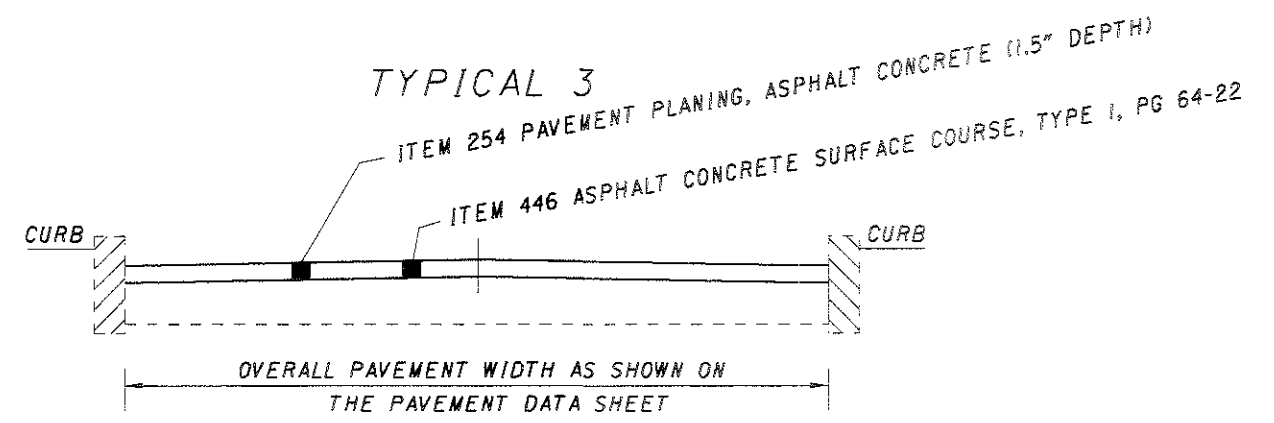 TYPICAL 3
ITEM 254 PAVEMENT PLANING, ASPHALT CONCRETE (1.5" DEPTH)
ITEM 446 ASPHALT CONCRETE SURFACE COURSE, TYPE 1, PG 64-22
CURB
CURB
OVERALL PAVEMENT WIDTH AS SHOWN ON
THE PAVEMENT DATA SHEET